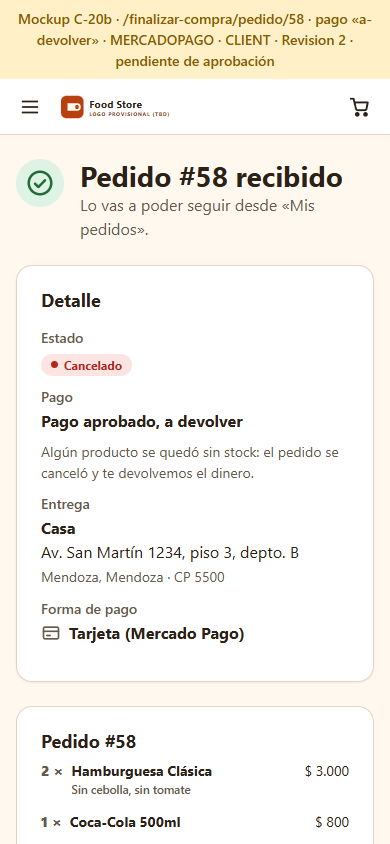 Mockup C-20b · /finalizar-compra/pedido/58 · pago «a-
devolver» · MERCADOPAGO · CLIENT · Revision 2 ·
pendiente de aprobación
Food Store
LOGO PROVISIONAL (TBD)
Pedido #58 recibido
Lo vas a poder seguir desde «Mis
pedidos».
Detalle
Estado
Cancelado
Pago
Pago aprobado, a devolver
Algún producto se quedó sin stock: el pedido se
canceló y te devolvemos el dinero.
Entrega
Casa
Av. San Martín 1234, piso 3, depto. B
Mendoza, Mendoza · CP 5500
Forma de pago
Tarjeta (Mercado Pago)
Pedido #58
2 × Hamburguesa Clásica $ 3.000
Sin cebolla, sin tomate
1 × Coca-Cola 500ml $ 800